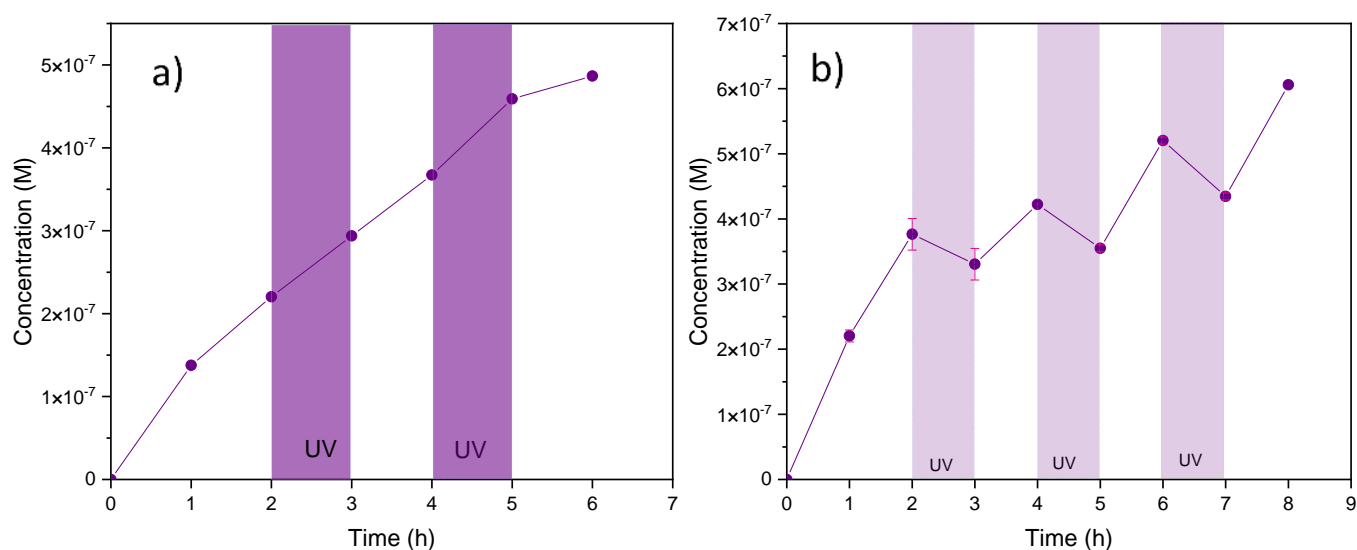 a)
5×10⁻⁷
4×10⁻⁷
3×10⁻⁷
2×10⁻⁷
1×10⁻⁷
0
Concentration (M)
UV
UV
0 1 2 3 4 5 6 7
Time (h)
b)
7×10⁻⁷
6×10⁻⁷
5×10⁻⁷
4×10⁻⁷
3×10⁻⁷
2×10⁻⁷
1×10⁻⁷
0
Concentration (M)
UV
UV
UV
0 1 2 3 4 5 6 7 8 9
Time (h)